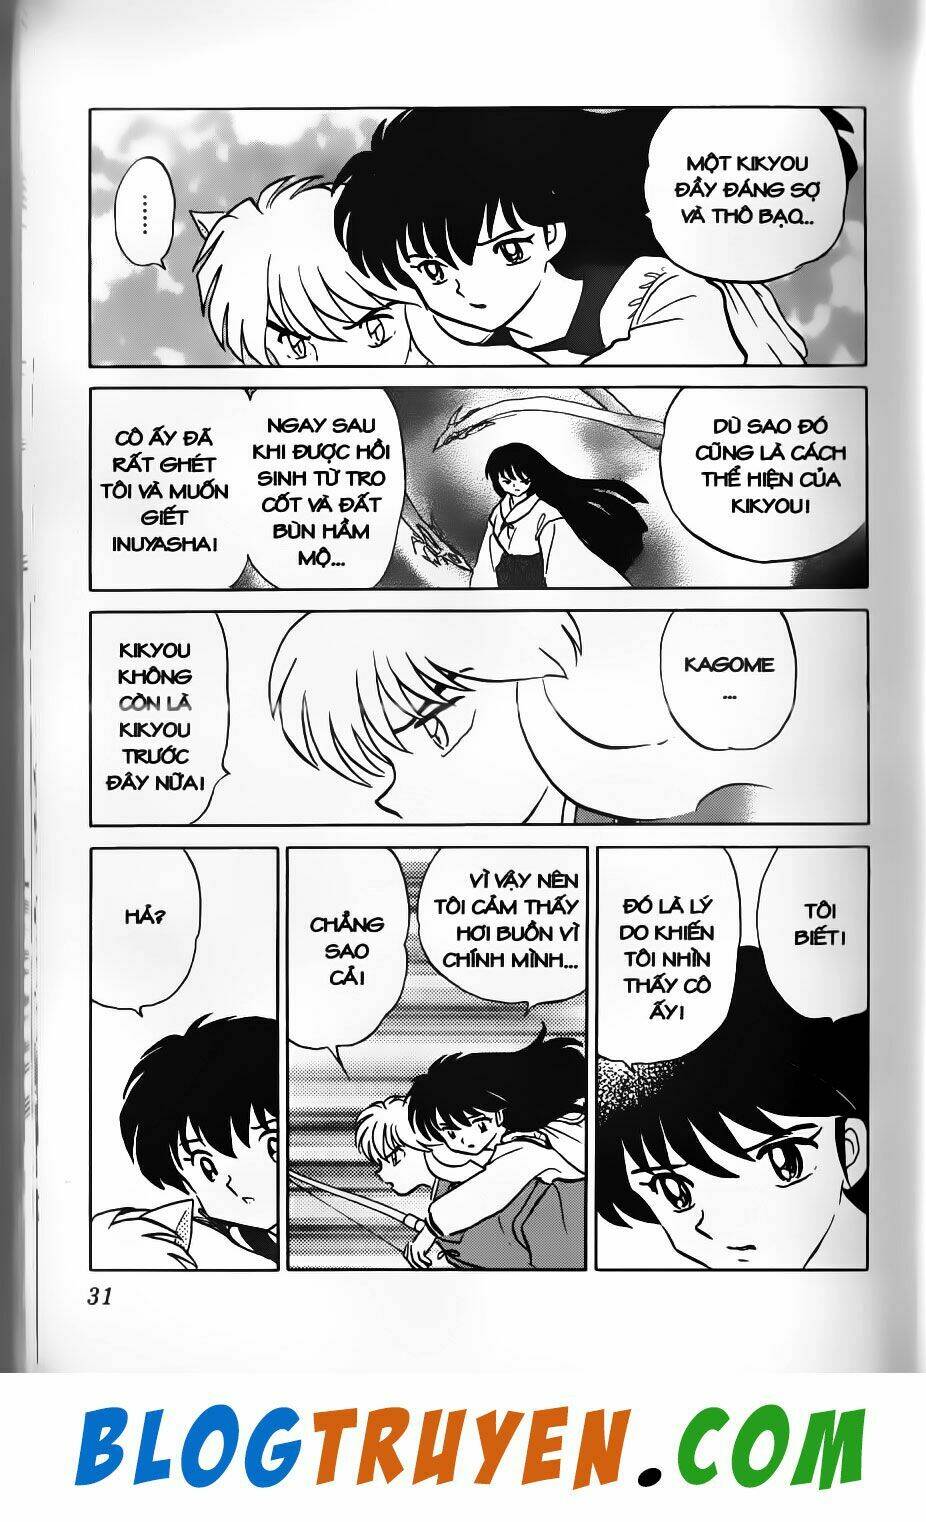 MỘT KIKYOU
ĐẦY ĐÁNG SỢ
VÀ THÔ BẠO...
.......
DÙ SAO ĐÓ
CŨNG LÀ CÁCH
THỂ HIỆN CỦA
KIKYOU!
NGAY SAU
KHI ĐƯỢC HỒI
SINH TỪ TRO
CỐT VÀ ĐẤT
BÙN HẦM
MỘ...
CÔ ẤY ĐÃ
RẤT GHÉT
TÔI VÀ MUỐN
GIẾT
INUYASHA!
KAGOME
...
KIKYOU
KHÔNG
CÒN LÀ
KIKYOU
TRƯỚC
ĐÂY NỮA!
TÔI
BIẾT!
ĐÓ LÀ LÝ
DO KHIẾN
TÔI NHÌN
THẤY CÔ
ẤY!
VÌ VẬY NÊN
TÔI CẢM THẤY
HƠI BUỒN VÌ
CHÍNH MÌNH...
CHẲNG
SAO
CẢ!
HẢ?
31
BLOGTRUYEN.COM